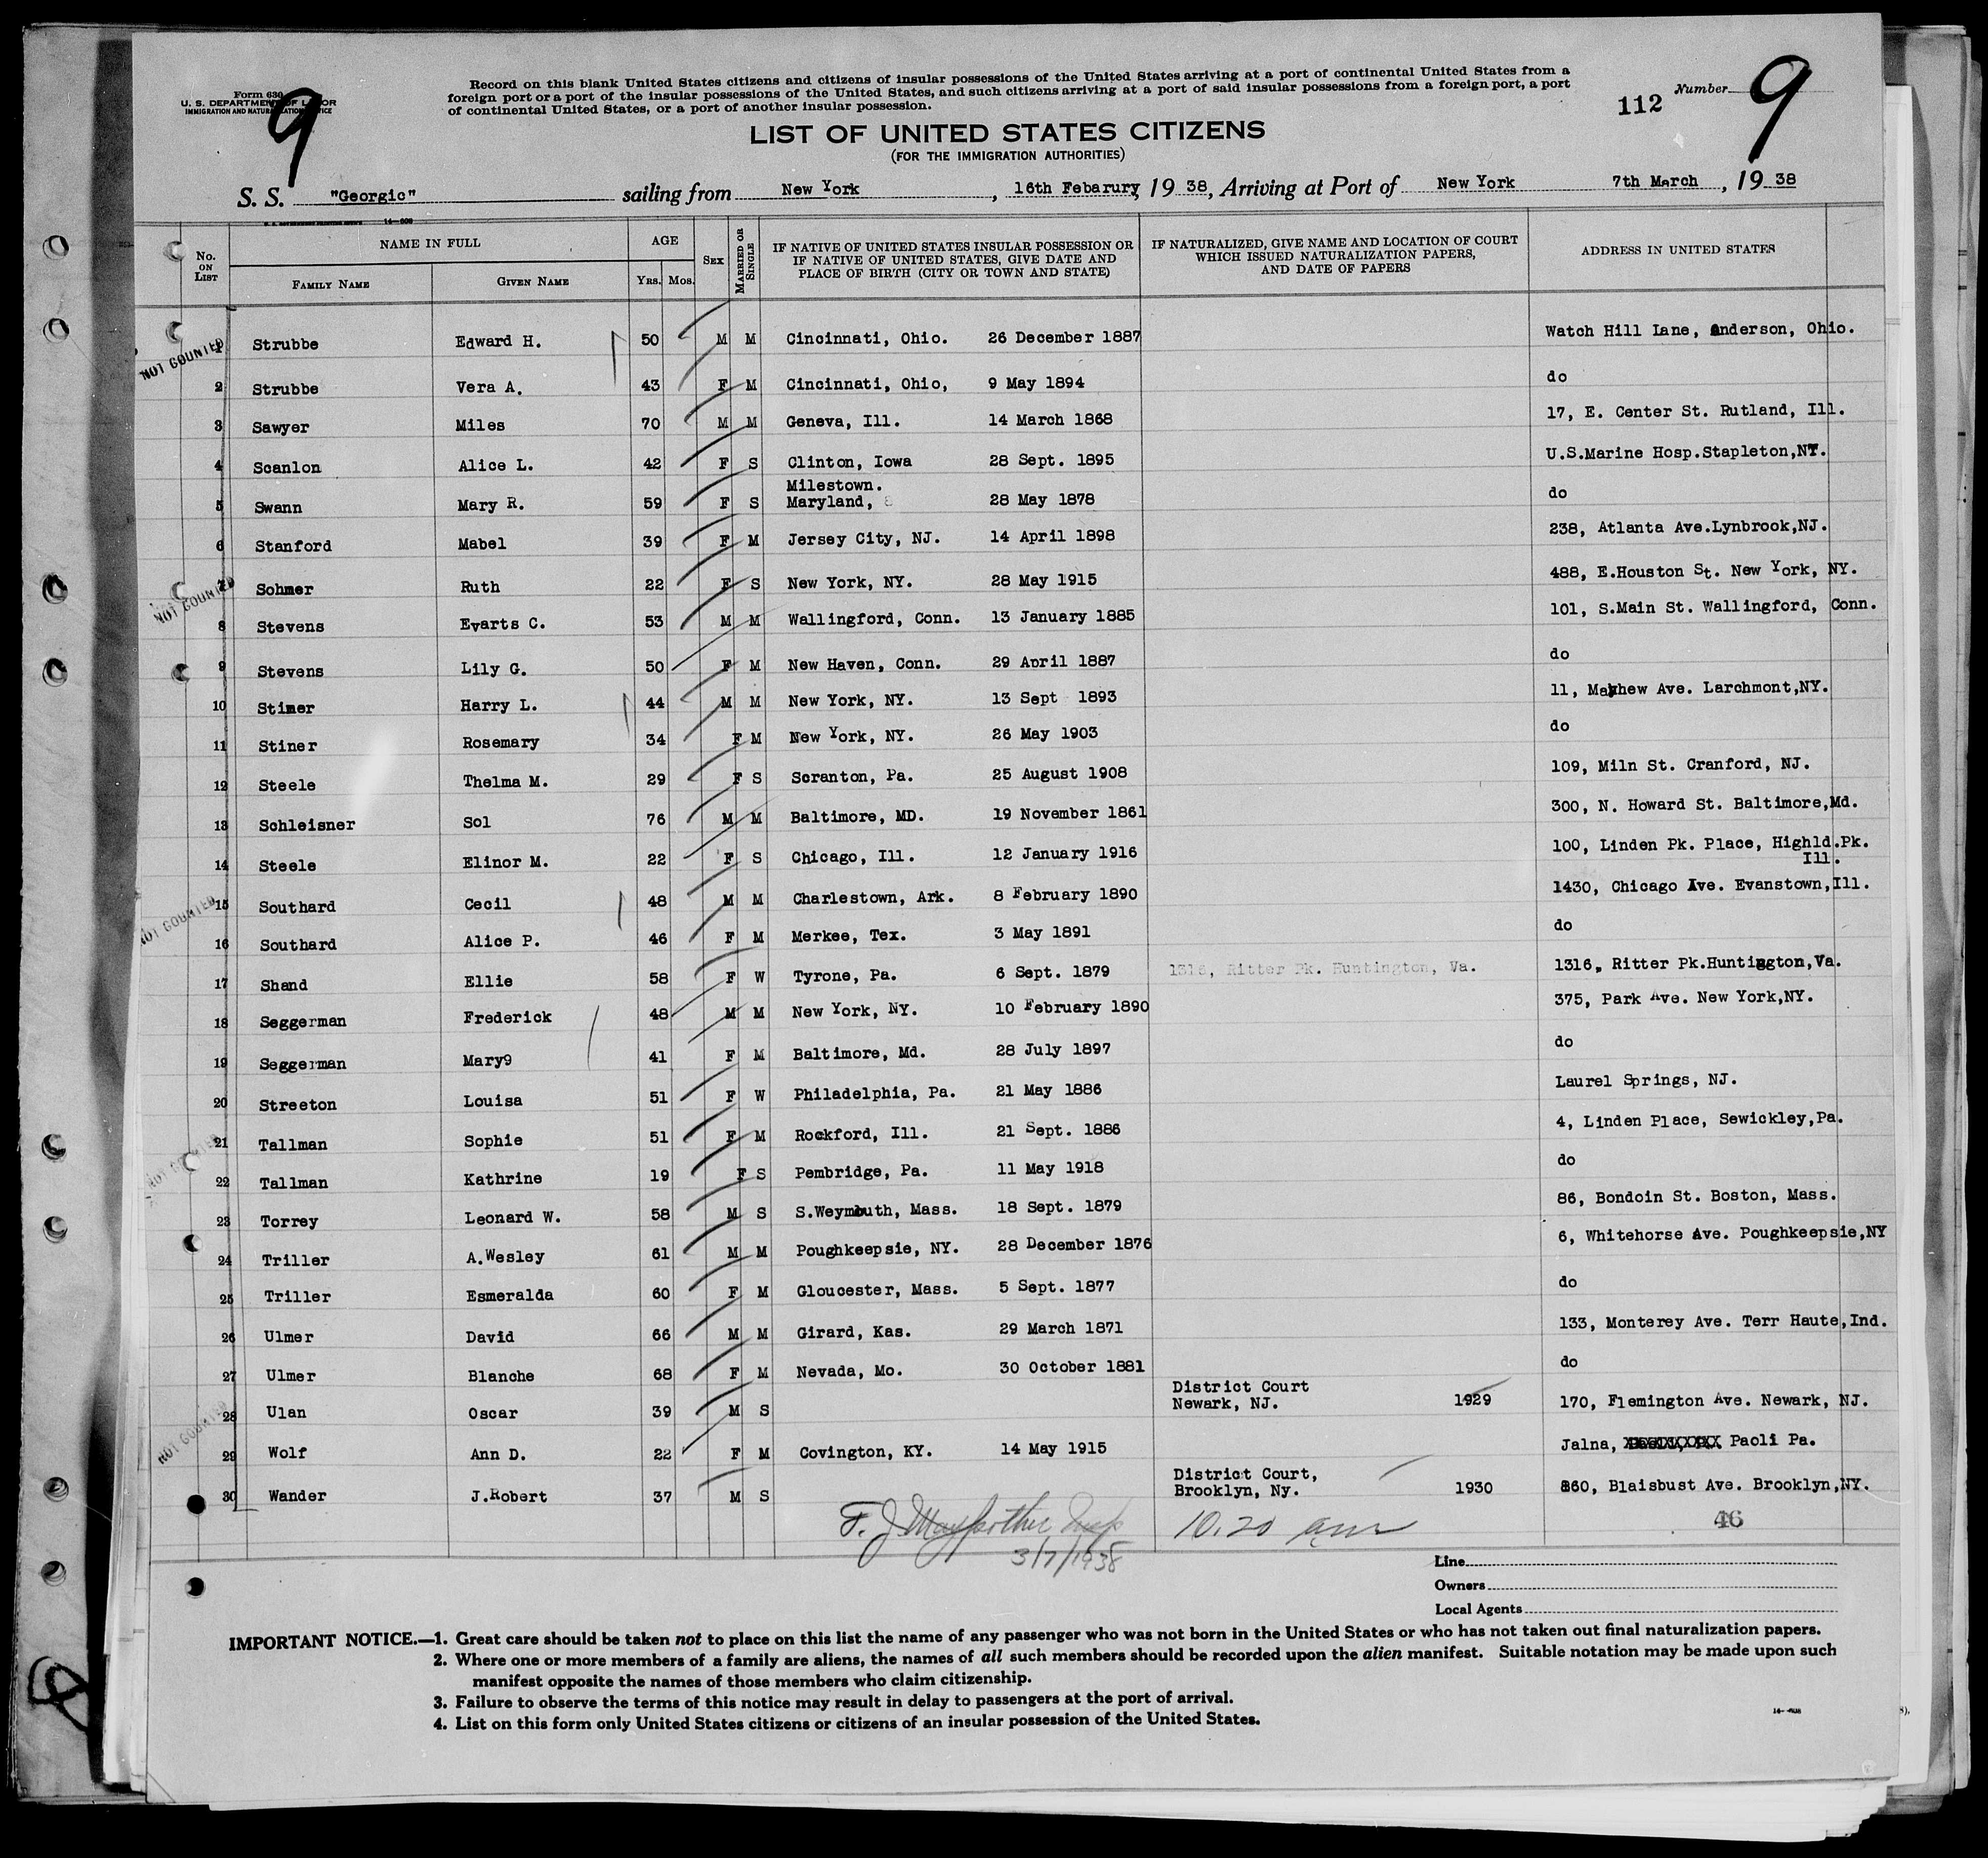 Form 630
U. S. DEPARTMENT OF LABOR
IMMIGRATION AND NATURALIZATION SERVICE
9
Record on this blank United States citizens and citizens of insular possessions of the United States arriving at a port of continental United States from a
foreign port or a port of the insular possessions of the United States, and such citizens arriving at a port of said insular possessions from a foreign port, a port
of continental United States, or a port of another insular possession.
112 Number 9
LIST OF UNITED STATES CITIZENS
(FOR THE IMMIGRATION AUTHORITIES)
S. S. "Georgic" sailing from New York, 16th Febarury, 19 38, Arriving at Port of New York 7th March, 19 38
No. ON LIST NAME IN FULL FAMILY NAME GIVEN NAME AGE YRS. MOS. SEX MARRIED OR SINGLE IF NATIVE OF UNITED STATES INSULAR POSSESSION OR IF NATIVE OF UNITED STATES, GIVE DATE AND PLACE OF BIRTH (CITY OR TOWN AND STATE) IF NATURALIZED, GIVE NAME AND LOCATION OF COURT WHICH ISSUED NATURALIZATION PAPERS, AND DATE OF PAPERS ADDRESS IN UNITED STATES
NOT COUNTED
1 Strubbe Edward H. 50 M M Cincinnati, Ohio. 26 December 1887 Watch Hill Lane, Anderson, Ohio.
2 Strubbe Vera A. 43 F M Cincinnati, Ohio, 9 May 1894 do
3 Sawyer Miles 70 M M Geneva, Ill. 14 March 1868 17, E. Center St. Rutland, Ill.
4 Scanlon Alice L. 42 F S Clinton, Iowa 28 Sept. 1895 U.S.Marine Hosp.Stapleton,NY.
5 Swann Mary R. 59 F S Milestown. Maryland, 28 May 1878 do
6 Stanford Mabel 39 F M Jersey City, NJ. 14 April 1898 238, Atlanta Ave.Lynbrook,NJ.
7 Sohmer Ruth 22 F S New York, NY. 28 May 1915 488, E.Houston St. New York, NY.
NOT COUNTED
8 Stevens Evarts C. 53 M M Wallingford, Conn. 13 January 1885 101, S.Main St. Wallingford, Conn.
9 Stevens Lily G. 50 F M New Haven, Conn. 29 April 1887 do
10 Stiner Harry L. 44 M M New York, NY. 13 Sept 1893 11, Mayhew Ave. Larchmont,NY.
11 Stiner Rosemary 34 F M New York, NY. 26 May 1903 do
12 Steele Thelma M. 29 F S Scranton, Pa. 25 August 1908 109, Miln St. Cranford, NJ.
13 Schleisner Sol 76 M M Baltimore, MD. 19 November 1861 300, N. Howard St. Baltimore,Md.
14 Steele Elinor M. 22 F S Chicago, Ill. 12 January 1916 100, Linden Pk. Place, Highld.Pk. Ill.
15 Southard Cecil 48 M M Charlestown, Ark. 8 February 1890 1430, Chicago Ave. Evanstown,Ill.
NOT COUNTED
16 Southard Alice P. 46 F M Merkee, Tex. 3 May 1891 do
17 Shand Ellie 58 F W Tyrone, Pa. 6 Sept. 1879 1316, Ritter Pk. Huntington, Va. 1316, Ritter Pk.Huntington,Va.
18 Seggerman Frederick 48 M M New York, NY. 10 February 1890 375, Park Ave. New York,NY.
19 Seggerman Mary9 41 F M Baltimore, Md. 28 July 1897 do
20 Streeton Louisa 51 F W Philadelphia, Pa. 21 May 1886 Laurel Springs, NJ.
21 Tallman Sophie 51 F M Rockford, Ill. 21 Sept. 1886 4, Linden Place, Sewickley,Pa.
NOT COUNTED
22 Tallman Kathrine 19 F S Pembridge, Pa. 11 May 1918 do
23 Torrey Leonard W. 58 M S S.Weymouth, Mass. 18 Sept. 1879 86, Bondoin St. Boston, Mass.
24 Triller A.Wesley 61 M M Poughkeepsie, NY. 28 December 1876 6, Whitehorse Ave. Poughkeepsie,NY
25 Triller Esmeralda 60 F M Gloucester, Mass. 5 Sept. 1877 do
26 Ulmer David 66 M M Girard, Kas. 29 March 1871 133, Monterey Ave. Terr Haute,Ind.
27 Ulmer Blanche 68 F M Nevada, Mo. 30 October 1881 do
28 Ulan Oscar 39 M S District Court Newark, NJ. 1929 170, Flemington Ave. Newark, NJ.
NOT COUNTED
29 Wolf Ann D. 22 F M Covington, KY. 14 May 1915 Jalna, Paoli Pa.
30 Wander J.Robert 37 M S District Court, Brooklyn, Ny. 1930 860, Blaisbust Ave. Brooklyn,NY.
F. J. 10.20 am 46
3/7/1938
Line
Owners
Local Agents
IMPORTANT NOTICE.—1. Great care should be taken not to place on this list the name of any passenger who was not born in the United States or who has not taken out final naturalization papers.
2. Where one or more members of a family are aliens, the names of all such members should be recorded upon the alien manifest. Suitable notation may be made upon such
manifest opposite the names of those members who claim citizenship.
3. Failure to observe the terms of this notice may result in delay to passengers at the port of arrival.
4. List on this form only United States citizens or citizens of an insular possession of the United States.